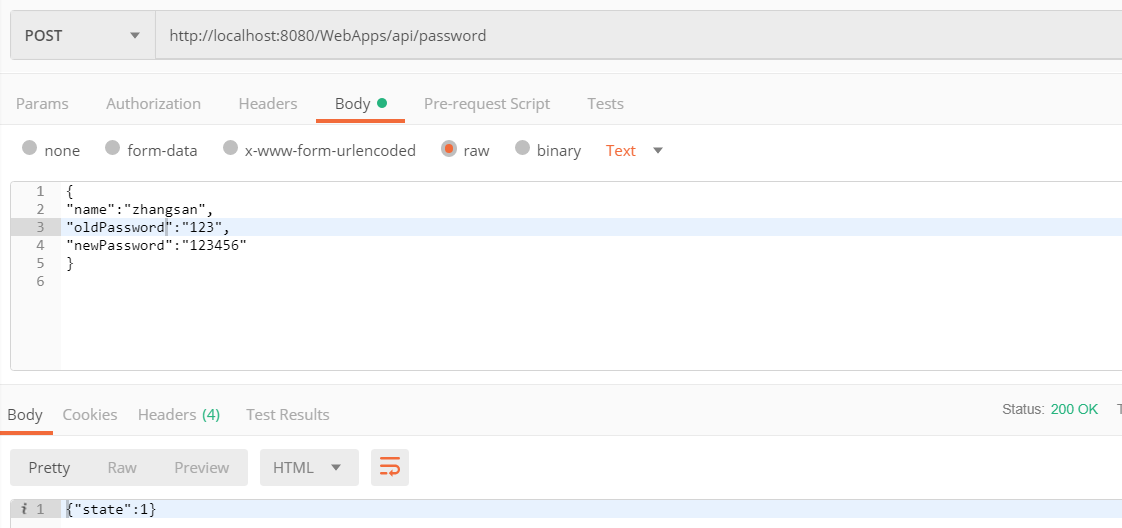 POST http://localhost:8080/WebApps/api/password
Params Authorization Headers Body Pre-request Script Tests
none form-data x-www-form-urlencoded raw binary Text
1 {
2 "name":"zhangsan",
3 "oldPassword":"123",
4 "newPassword":"123456"
5 }
6
Body Cookies Headers (4) Test Results Status: 200 OK
Pretty Raw Preview HTML
i 1 {"state":1}